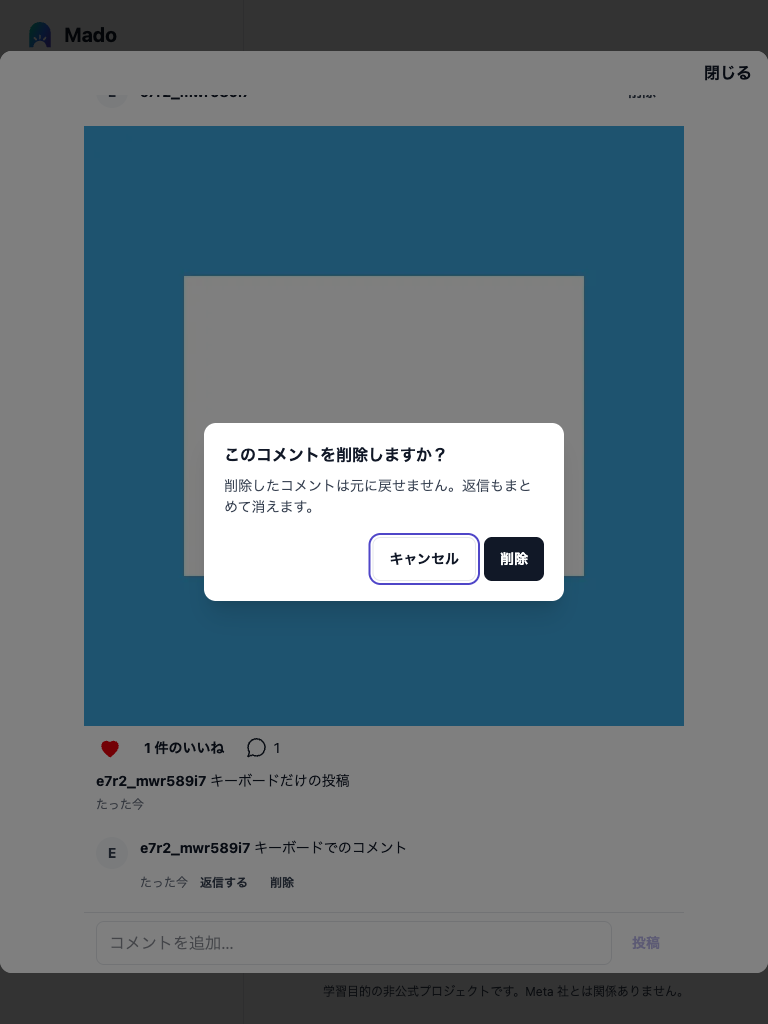 Mado
閉じる
このコメントを削除しますか？
削除したコメントは元に戻せません。返信もまと
めて消えます。
キャンセル 削除
1 件のいいね 1
e7r2_mwr589i7 キーボードだけの投稿
たった今
E e7r2_mwr589i7 キーボードでのコメント
たった今 返信する 削除
コメントを追加... 投稿
学習目的の非公式プロジェクトです。Meta 社とは関係ありません。